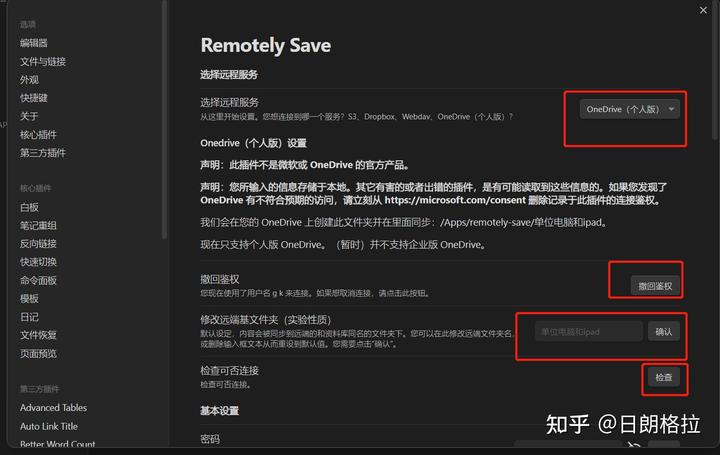 选项
编辑器
文件与链接
外观
快捷键
关于
核心插件
第三方插件
核心插件
白板
笔记重组
反向链接
快速切换
命令面板
模板
日记
文件恢复
页面预览
第三方插件
Advanced Tables
Auto Link Title
Better Word Count
Remotely Save
选择远程服务
选择远程服务
从这里开始设置。您想连接到哪一个服务？S3、Dropbox、Webdav、OneDrive（个人版）？
OneDrive（个人版）
Onedrive（个人版）设置
声明：此插件不是微软或 OneDrive 的官方产品。
声明：您所输入的信息存储于本地。其它有害的或者出错的插件，是有可能读取到这些信息的。如果您发现了
OneDrive 有不符合预期的访问，请立刻从 https://microsoft.com/consent 删除记录于此插件的连接鉴权。
我们会在您的 OneDrive 上创建此文件夹并在里面同步：/Apps/remotely-save/单位电脑和ipad。
现在只支持个人版 OneDrive。（暂时）并不支持企业版 OneDrive。
撤回鉴权
您现在使用了用户名 g k 来连接。如果想取消连接，请点击此按钮。
撤回鉴权
修改远端基文件夹（实验性质）
默认设定，内容会被同步到远端的和资料库同名的文件夹下。您可以在此修改远端文件夹名，
或删除输入框文本从而重设到默认值。您需要点击“确认”。
单位电脑和ipad
确认
检查可否连接
检查可否连接。
检查
基本设置
密码
知乎 @日朗格拉